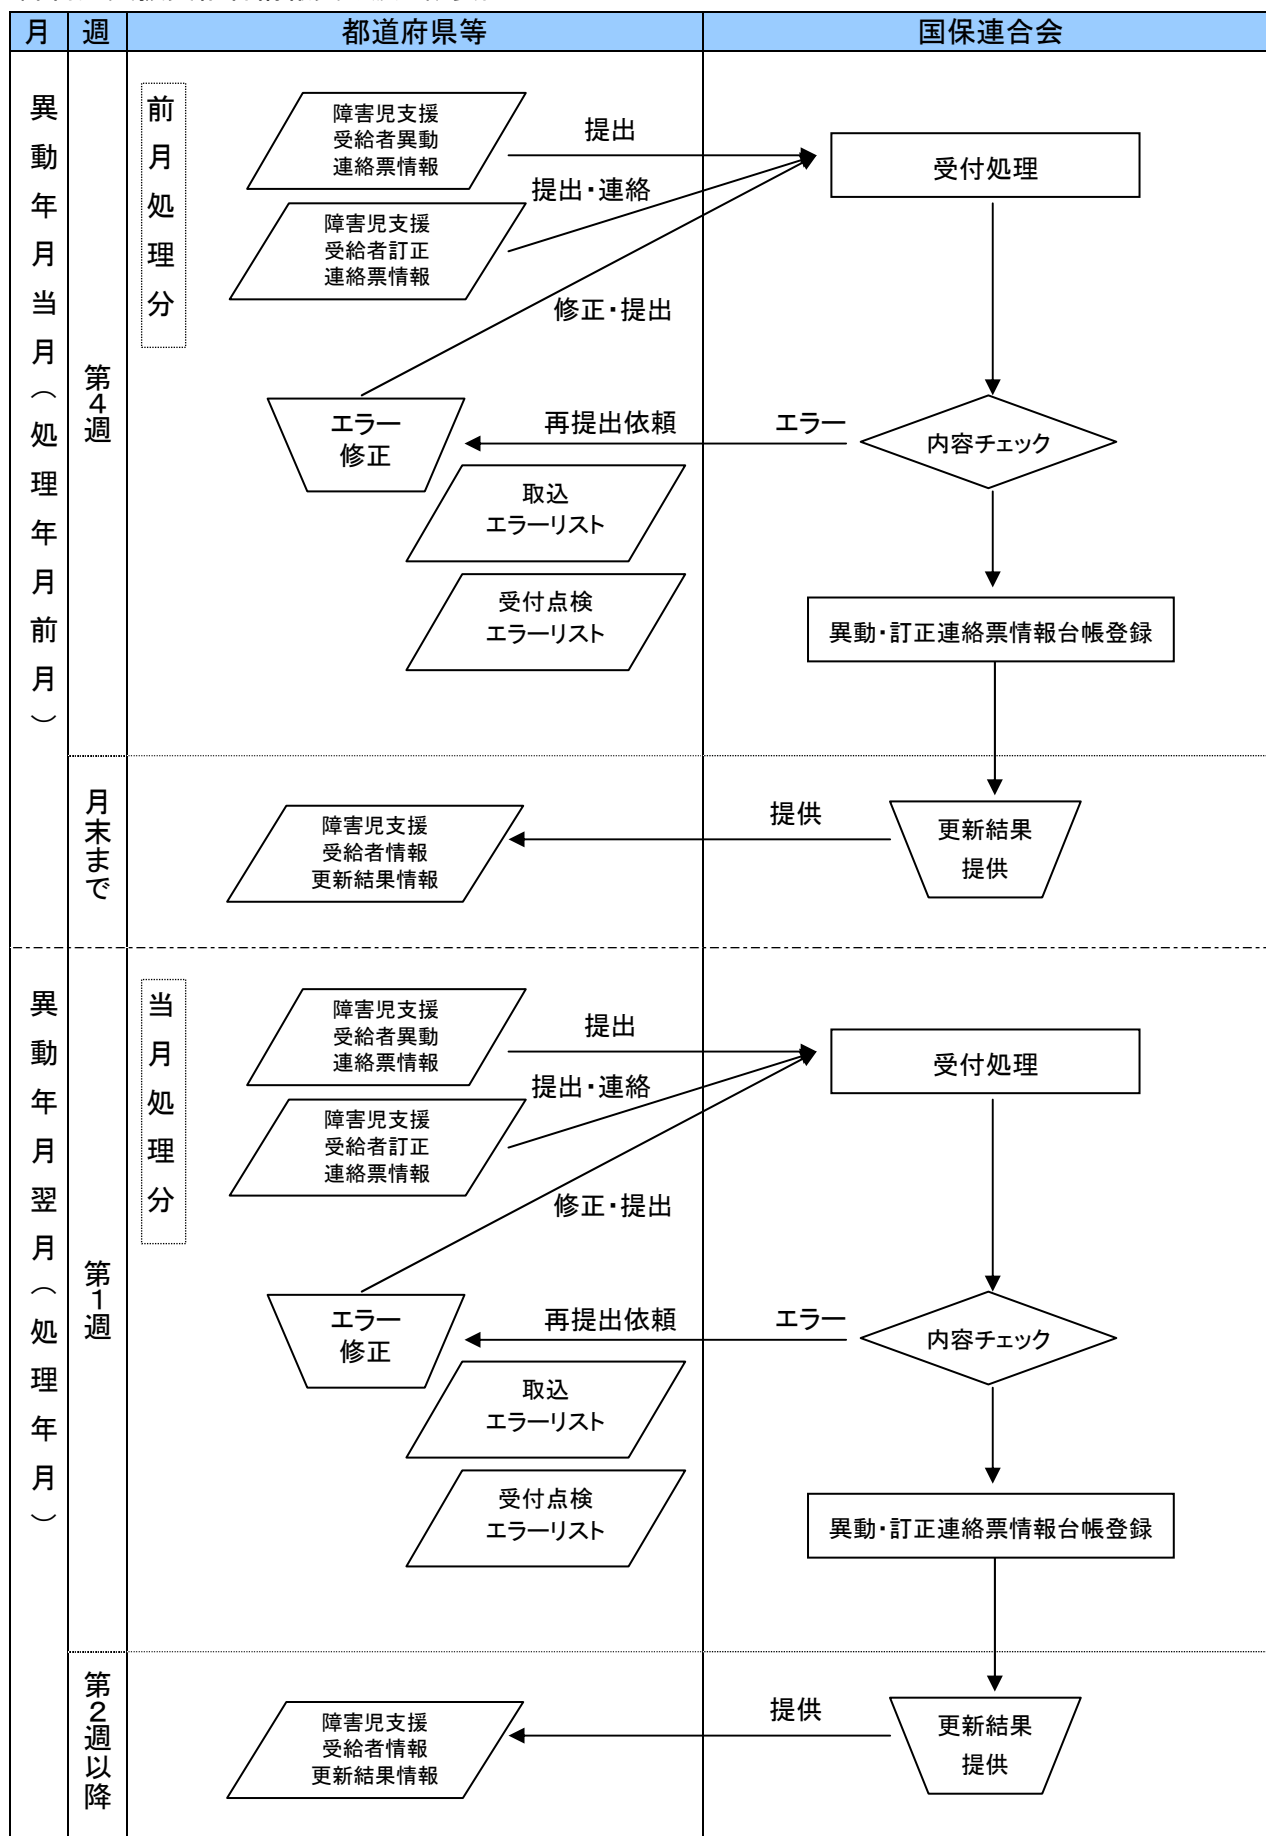 月 週 都道府県等 国保連合会
異動年月当月（処理年月前月）
第4週
前月処理分
障害児支援
受給者異動
連絡票情報
提出
受付処理
提出・連絡
障害児支援
受給者訂正
連絡票情報
修正・提出
エラー
修正
再提出依頼
エラー
内容チェック
取込
エラーリスト
受付点検
エラーリスト
異動・訂正連絡票情報台帳登録
月末まで
障害児支援
受給者情報
更新結果情報
提供
更新結果
提供
異動年月翌月（処理年月）
第1週
当月処理分
障害児支援
受給者異動
連絡票情報
提出
受付処理
提出・連絡
障害児支援
受給者訂正
連絡票情報
修正・提出
エラー
修正
再提出依頼
エラー
内容チェック
取込
エラーリスト
受付点検
エラーリスト
異動・訂正連絡票情報台帳登録
第2週以降
障害児支援
受給者情報
更新結果情報
提供
更新結果
提供